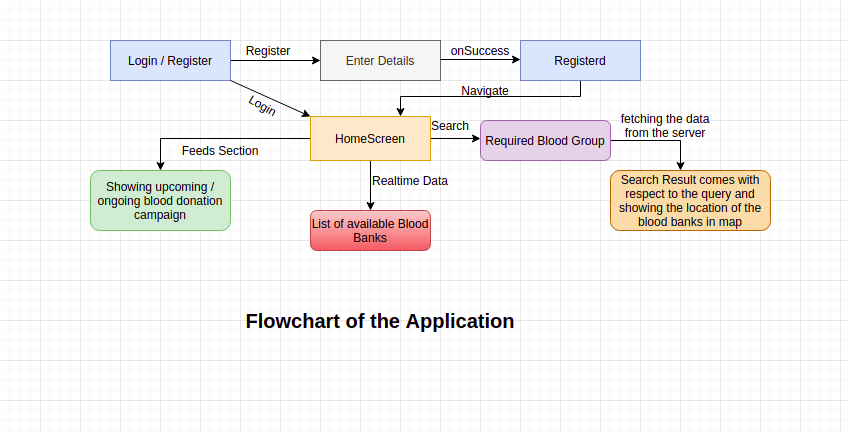 Login / Register
Register
Enter Details
onSuccess
Registerd
Login
Navigate
HomeScreen
Search
Required Blood Group
fetching the data
from the server
Feeds Section
Showing upcoming /
ongoing blood donation
campaign
Realtime Data
List of available Blood
Banks
Search Result comes with
respect to the query and
showing the location of the
blood banks in map
Flowchart of the Application